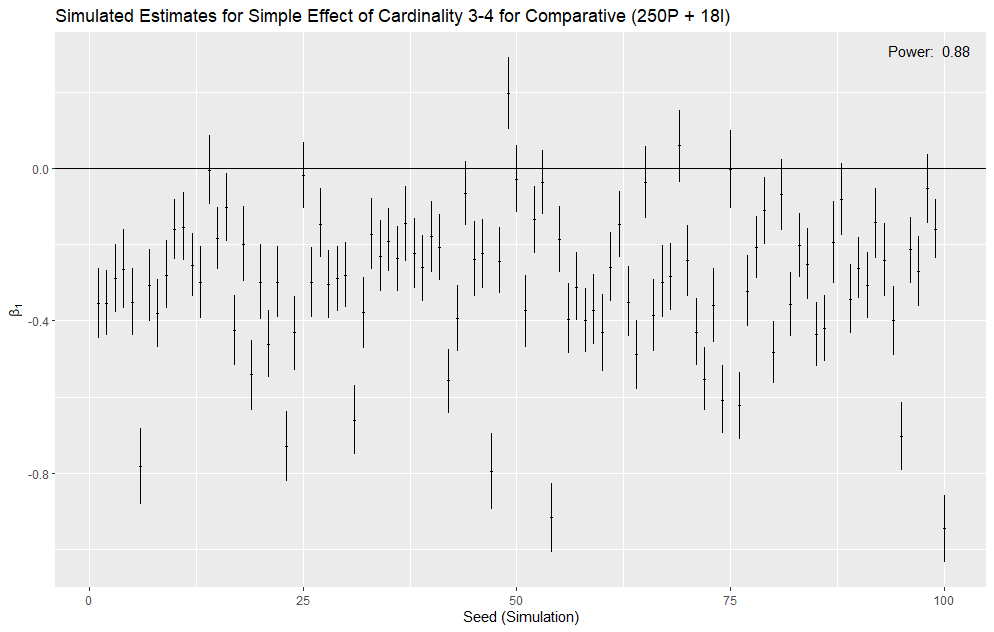 Simulated Estimates for Simple Effect of Cardinality 3-4 for Comparative (250P + 18I)
Power: 0.88
0.0
-0.4
-0.8
β1
0 25 50 75 100
Seed (Simulation)